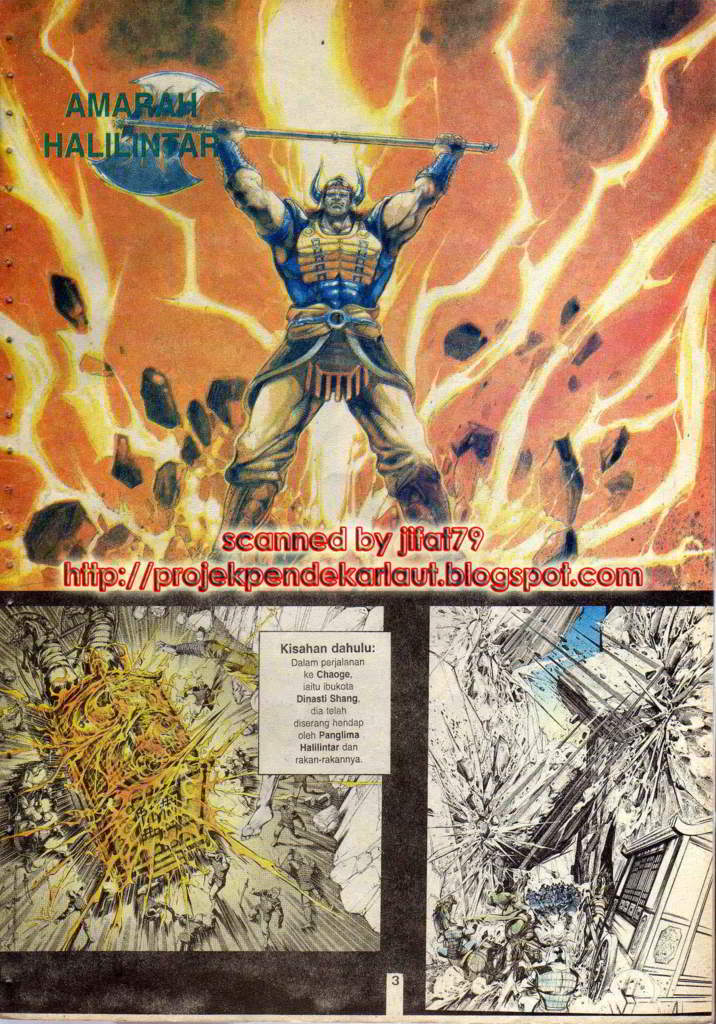 AMARAH
HALILINTAR
scanned by jifat79
http://projekpendekarlaut.blogspot.com
Kisahan dahulu:
Dalam perjalanan
ke Chaoge,
iaitu ibukota
Dinasti Shang,
dia telah
diserang hendap
oleh Panglima
Halilintar dan
rakan-rakannya.
3